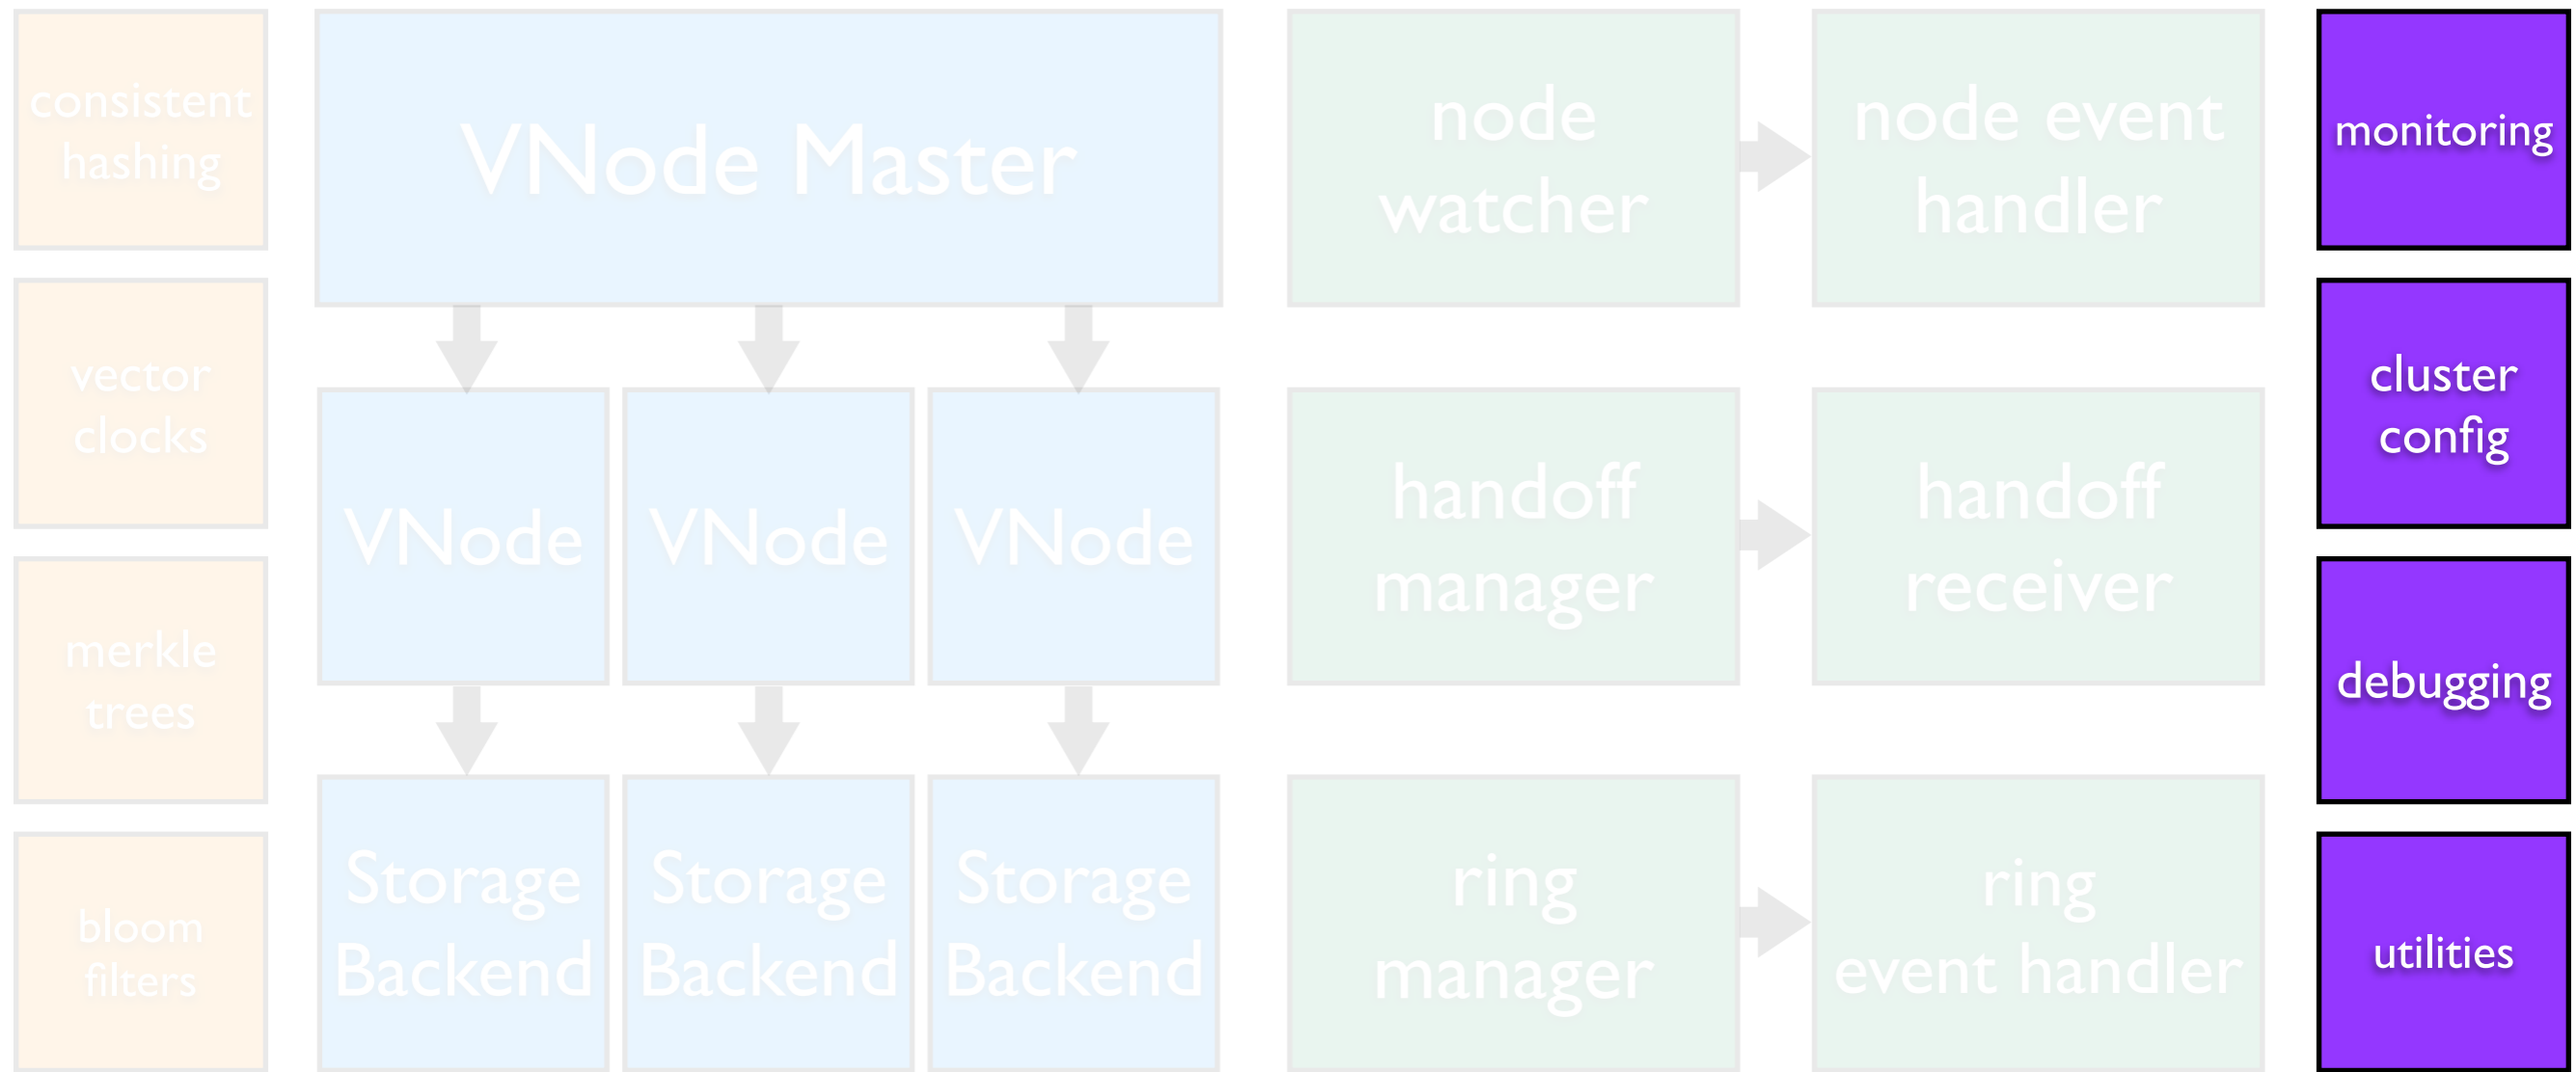 consistent
hashing
vector
clocks
merkle
trees
bloom
filters
VNode Master
VNode
VNode
VNode
Storage
Backend
Storage
Backend
Storage
Backend
node
watcher
node event
handler
handoff
manager
handoff
receiver
ring
manager
ring
event handler
monitoring
cluster
config
debugging
utilities